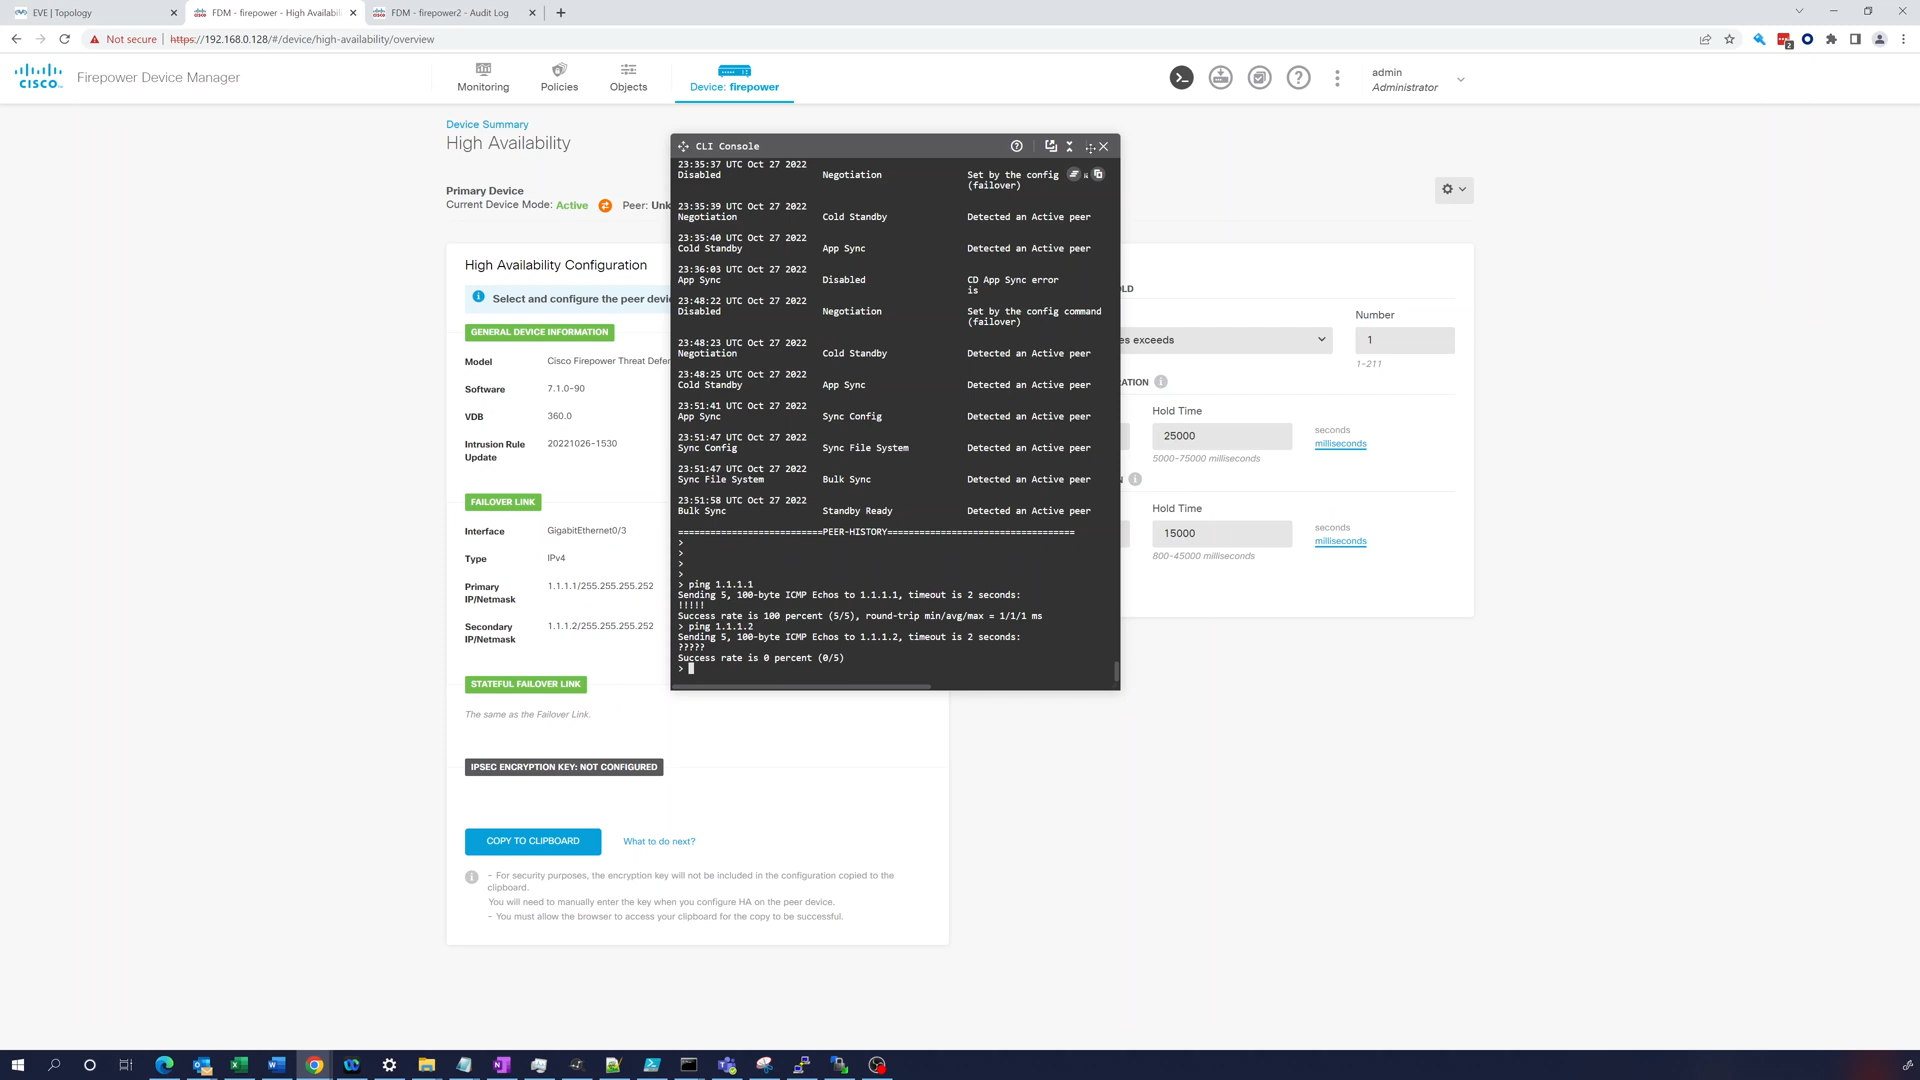 EVE | Topology
FDM - firepower - High Availabil
FDM - firepower2 - Audit Log
Not secure | https://192.168.0.128/#/device/high-availability/overview
2
CISCO
Firepower Device Manager
Monitoring
Policies
Objects
Device: firepower
admin
Administrator
Device Summary
High Availability
Primary Device
Current Device Mode: Active
Peer: Unk
High Availability Configuration
Select and configure the peer devi
GENERAL DEVICE INFORMATION
Model
Cisco Firepower Threat Defen
Software
7.1.0-90
VDB
360.0
Intrusion Rule
Update
20221026-1530
FAILOVER LINK
Interface
GigabitEthernet0/3
Type
IPv4
Primary
IP/Netmask
1.1.1.1/255.255.255.252
Secondary
IP/Netmask
1.1.1.2/255.255.255.252
STATEFUL FAILOVER LINK
The same as the Failover Link.
IPSEC ENCRYPTION KEY: NOT CONFIGURED
COPY TO CLIPBOARD
What to do next?
- For security purposes, the encryption key will not be included in the configuration copied to the
clipboard.
You will need to manually enter the key when you configure HA on the peer device.
- You must allow the browser to access your clipboard for the copy to be successful.
CLI Console
23:35:37 UTC Oct 27 2022
Disabled Negotiation Set by the config
(failover)
23:35:39 UTC Oct 27 2022
Negotiation Cold Standby Detected an Active peer
23:35:40 UTC Oct 27 2022
Cold Standby App Sync Detected an Active peer
23:36:03 UTC Oct 27 2022
App Sync Disabled CD App Sync error
is
23:48:22 UTC Oct 27 2022
Disabled Negotiation Set by the config command
(failover)
23:48:23 UTC Oct 27 2022
Negotiation Cold Standby Detected an Active peer
23:48:25 UTC Oct 27 2022
Cold Standby App Sync Detected an Active peer
23:51:41 UTC Oct 27 2022
App Sync Sync Config Detected an Active peer
23:51:47 UTC Oct 27 2022
Sync Config Sync File System Detected an Active peer
23:51:47 UTC Oct 27 2022
Sync File System Bulk Sync Detected an Active peer
23:51:58 UTC Oct 27 2022
Bulk Sync Standby Ready Detected an Active peer
===========================PEER-HISTORY===================================
>
>
>
>
> ping 1.1.1.1
Sending 5, 100-byte ICMP Echos to 1.1.1.1, timeout is 2 seconds:
!!!!!
Success rate is 100 percent (5/5), round-trip min/avg/max = 1/1/1 ms
> ping 1.1.1.2
Sending 5, 100-byte ICMP Echos to 1.1.1.2, timeout is 2 seconds:
?????
Success rate is 0 percent (0/5)
>
LD
Number
es exceeds
1
1-211
RATION
Hold Time
25000
seconds
milliseconds
5000-75000 milliseconds
N
Hold Time
15000
seconds
milliseconds
800-45000 milliseconds